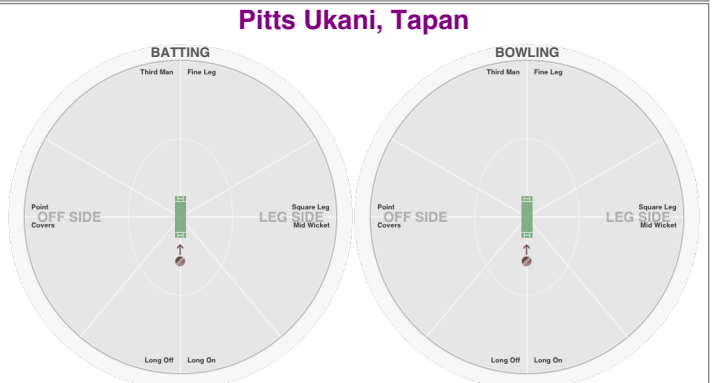 Pitts Ukani, Tapan
BATTING
Third Man Fine Leg
Point
OFF SIDE
Covers
Square Leg
LEG SIDE
Mid Wicket
Long Off Long On
BOWLING
Third Man Fine Leg
Point
OFF SIDE
Covers
Square Leg
LEG SIDE
Mid Wicket
Long Off Long On